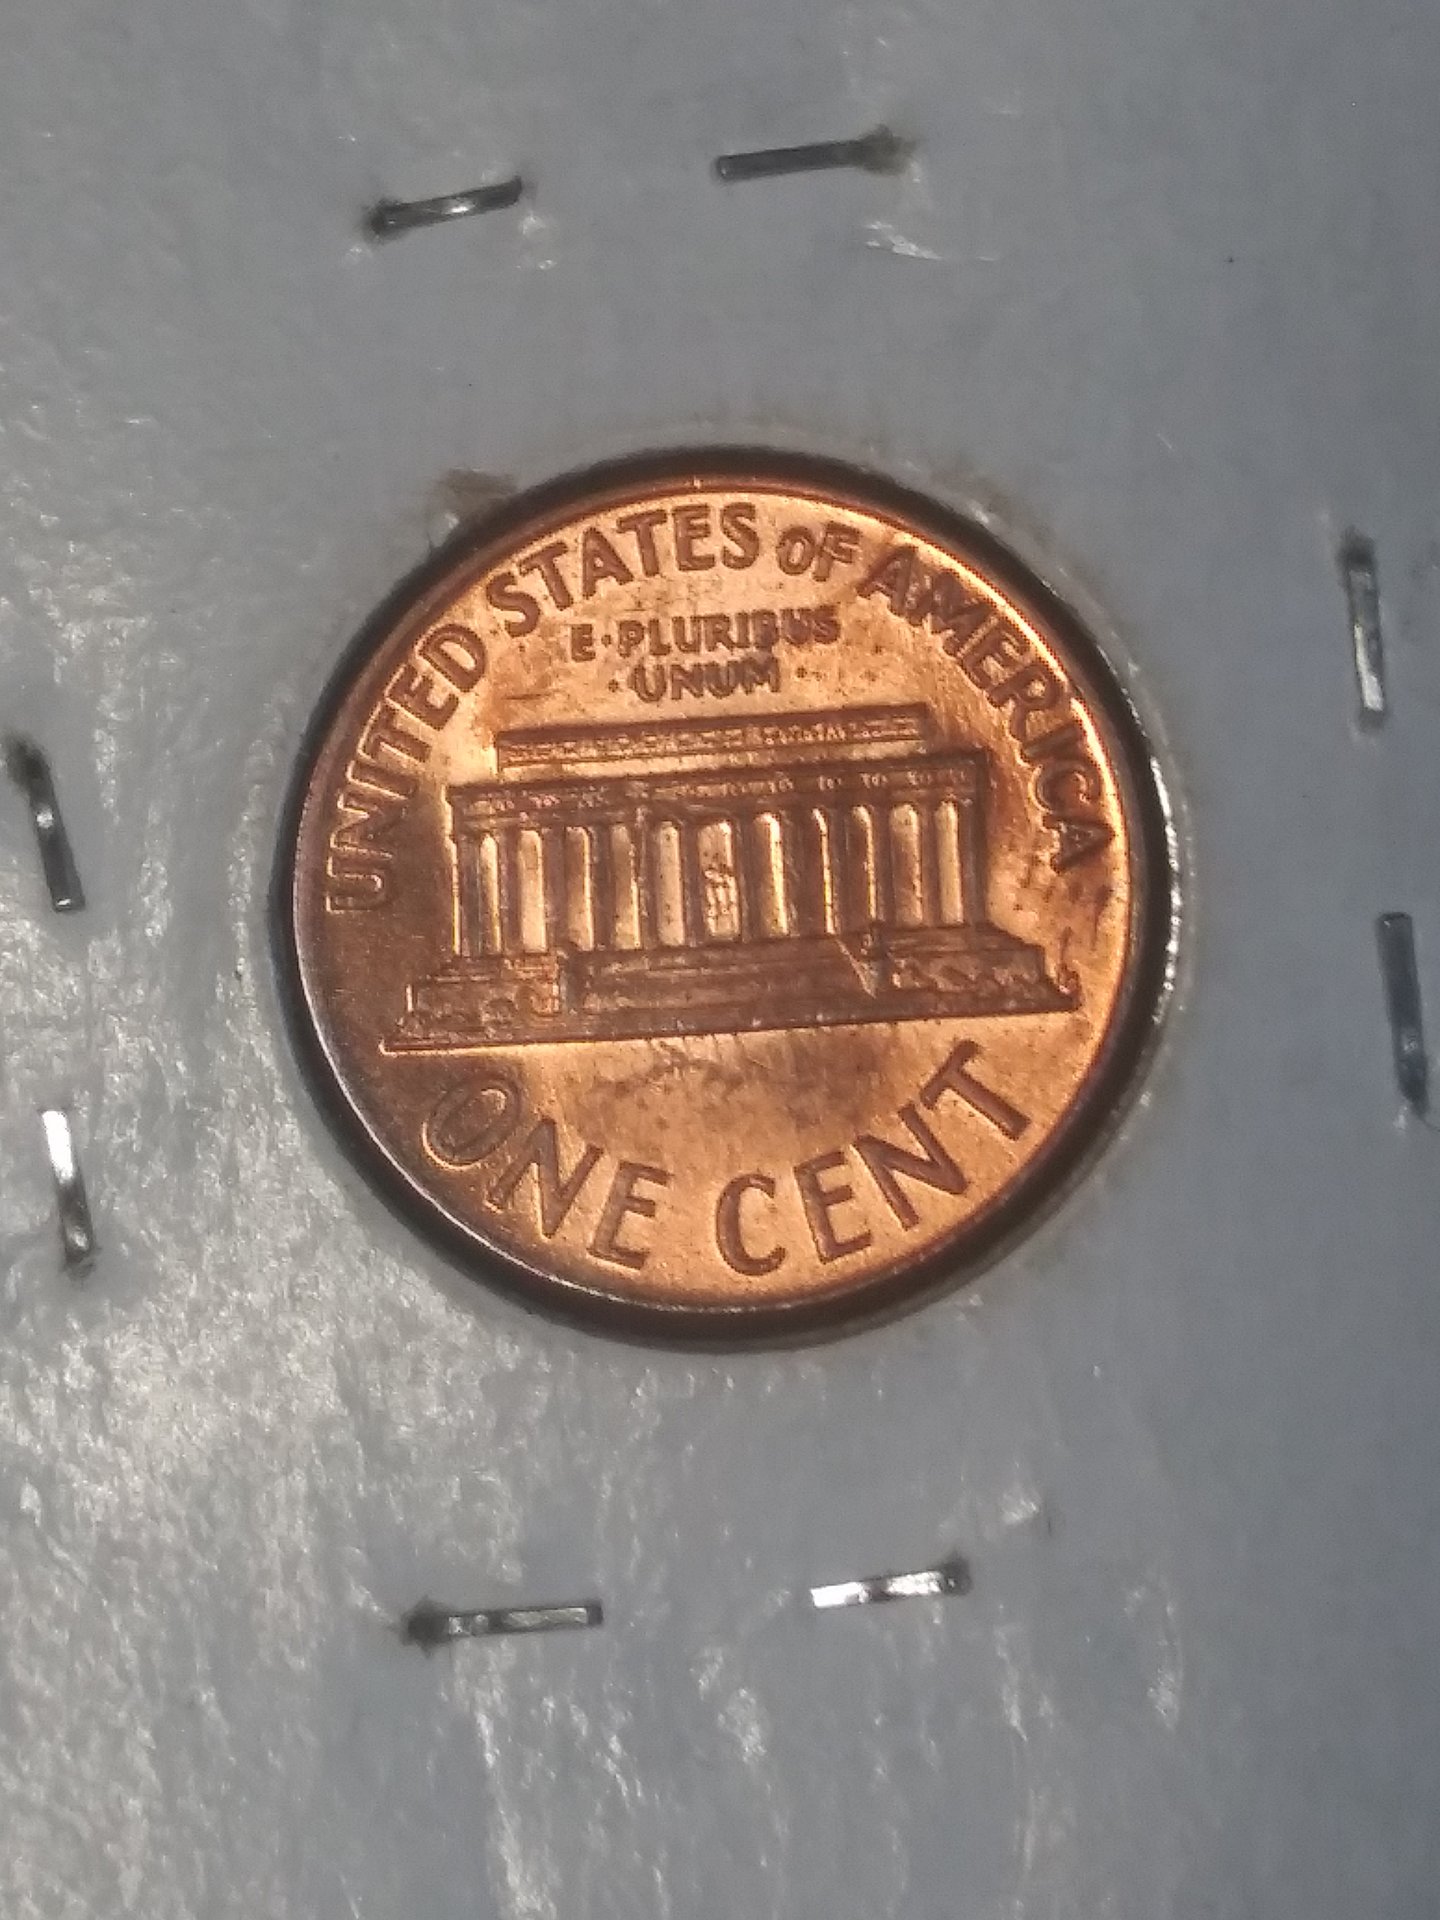 UNITED STATES OF AMERICA
E·PLURIBUS
·UNUM·
ONE CENT